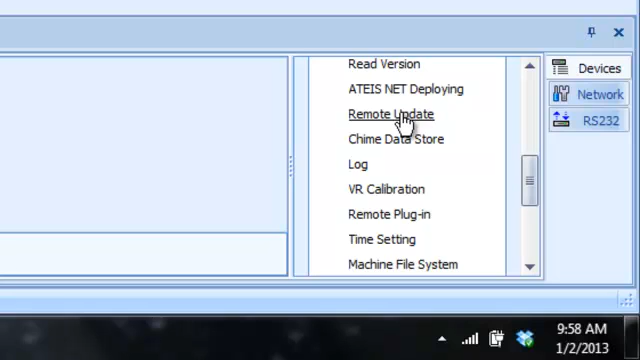 Read Version
ATEIS NET Deploying
Remote Update
Chime Data Store
Log
VR Calibration
Remote Plug-in
Time Setting
Machine File System
Devices
Network
RS232
9:58 AM
1/2/2013